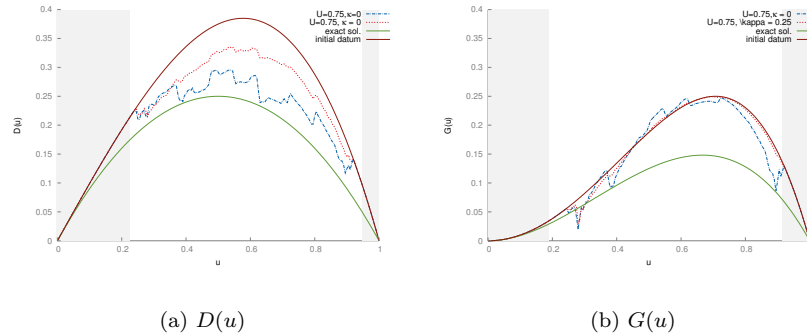 U=0.75,κ=0
U=0.75, κ = 0
exact sol.
initial datum
0.4
0.35
0.3
0.25
0.2
0.15
0.1
0.05
0
D(u)
0
0.2
0.4
0.6
0.8
1
u
U=0.75,κ = 0
U=0.75, \kappa = 0.25
exact sol.
initial datum
0.4
0.35
0.3
0.25
0.2
0.15
0.1
0.05
0
G(u)
0
0.2
0.4
0.6
0.8
u
(a) D(u)
(b) G(u)